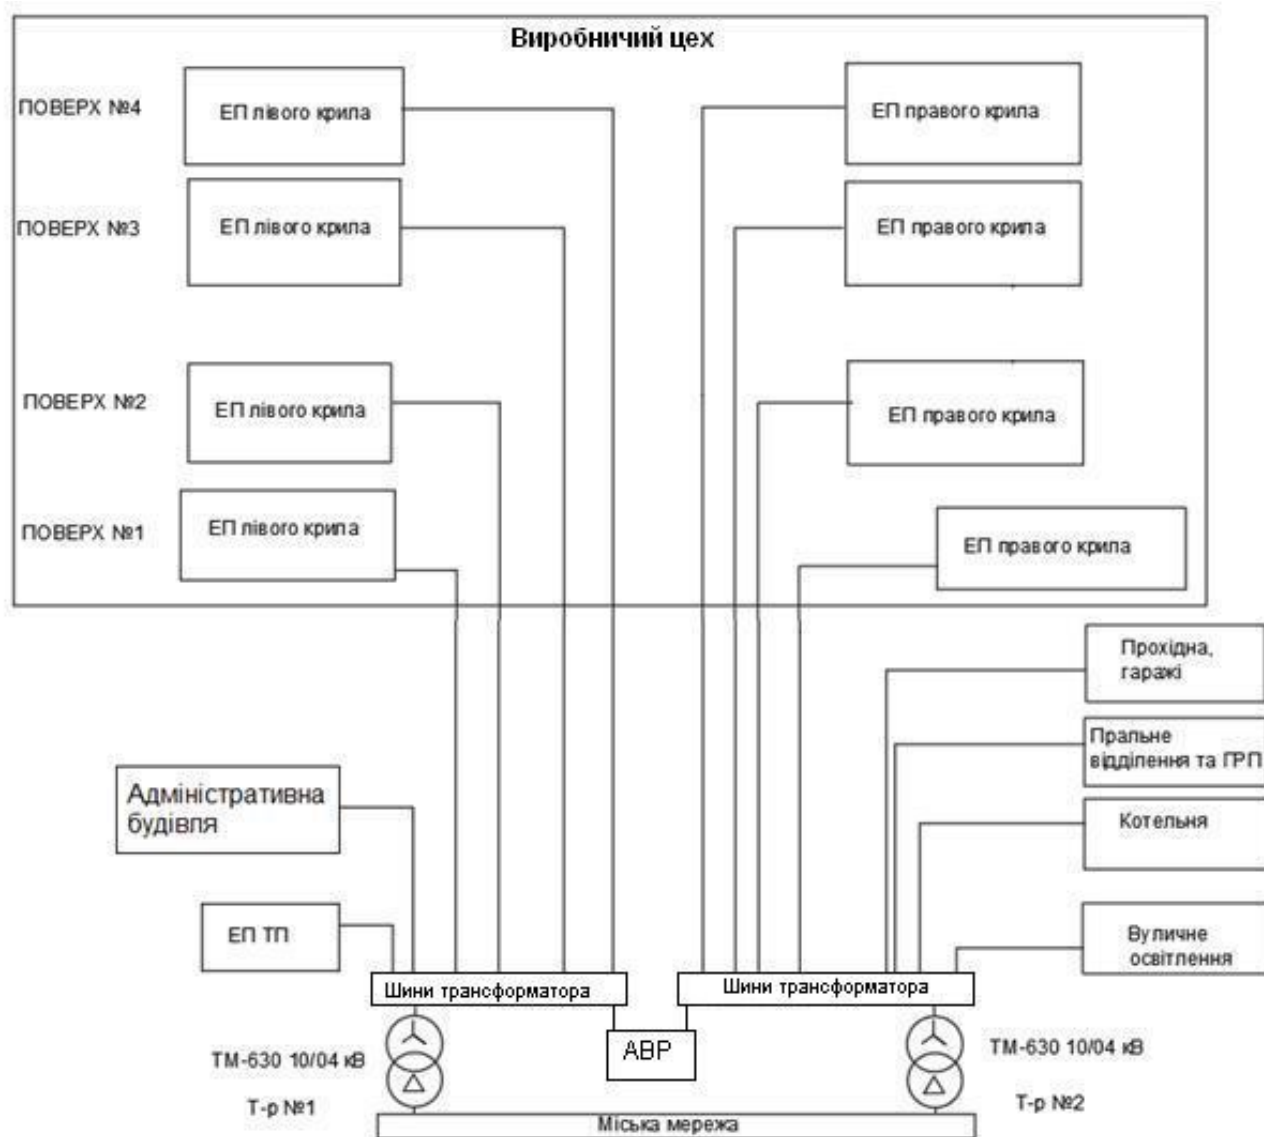 Виробничий цех
ПОВЕРХ №4
ЕП лівого крила
ЕП правого крила
ПОВЕРХ №3
ЕП лівого крила
ЕП правого крила
ПОВЕРХ №2
ЕП лівого крила
ЕП правого крила
ПОВЕРХ №1
ЕП лівого крила
ЕП правого крила
Прохідна,
гаражі
Пральне
відділення та ГРП
Адміністративна
будівля
Котельня
ЕП ТП
Вуличне
освітлення
Шини трансформатора
Шини трансформатора
АВР
ТМ-630 10/04 кВ
ТМ-630 10/04 кВ
Т-р №1
Т-р №2
Міська мережа